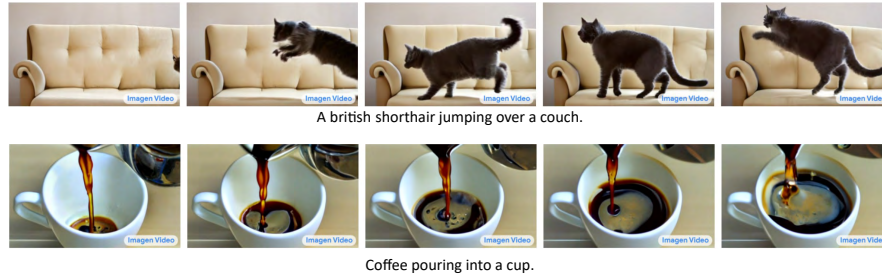 Imagen Video Imagen Video Imagen Video Imagen Video Imagen Video
A british shorthair jumping over a couch.
Imagen Video Imagen Video Imagen Video Imagen Video Imagen Video
Coffee pouring into a cup.